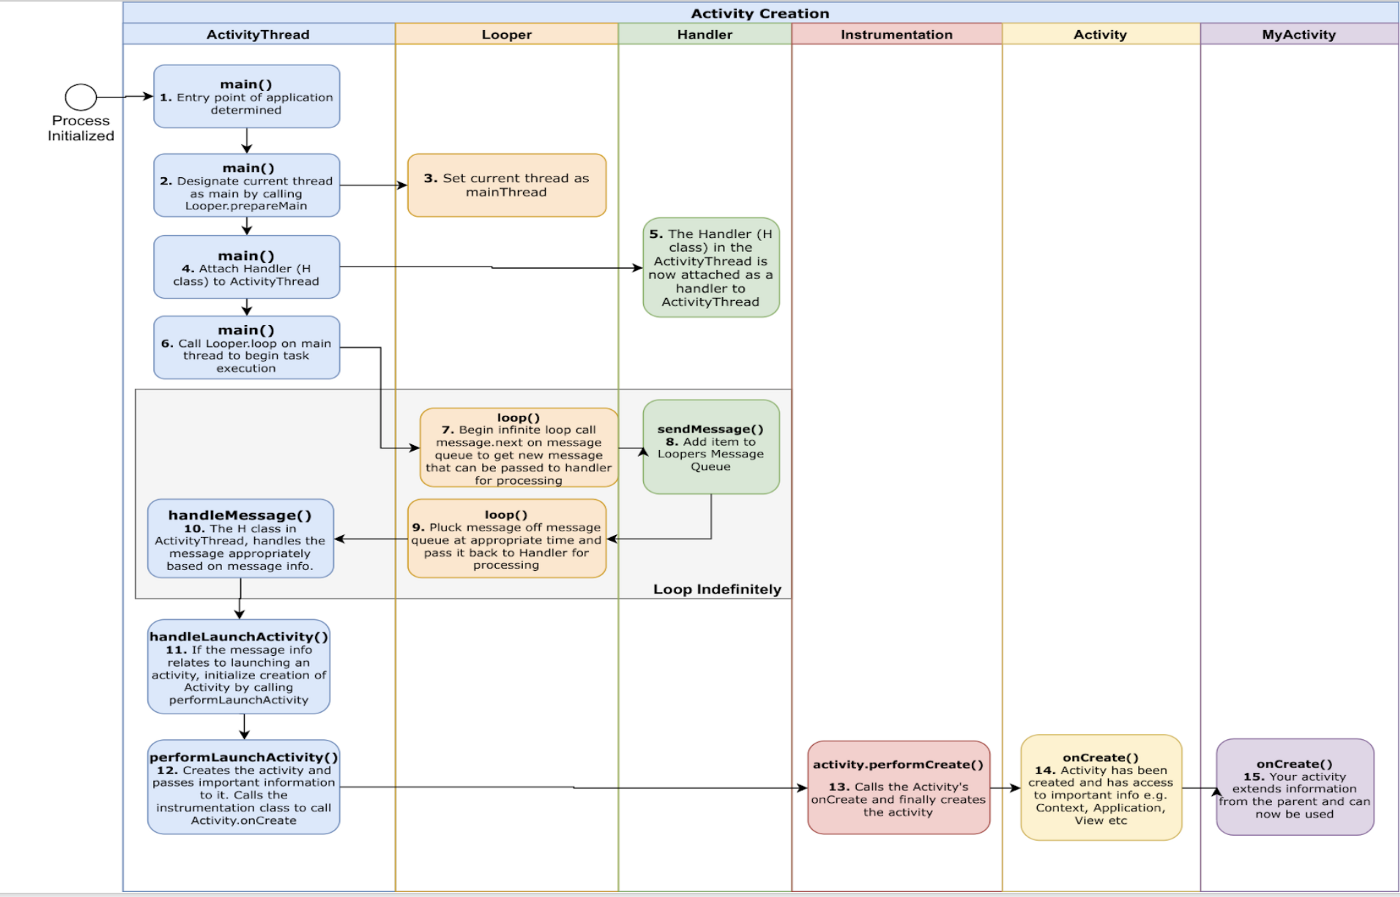 Activity Creation
ActivityThread
Looper
Handler
Instrumentation
Activity
MyActivity
Process
Initialized
main()
1. Entry point of application
determined
main()
2. Designate current thread
as main by calling
Looper.prepareMain
3. Set current thread as
mainThread
main()
4. Attach Handler (H
class) to ActivityThread
5. The Handler (H
class) in the
ActivityThread is
now attached as a
handler to
ActivityThread
main()
6. Call Looper.loop on main
thread to begin task
execution
loop()
7. Begin infinite loop call
message.next on message
queue to get new message
that can be passed to handler
for processing
sendMessage()
8. Add item to
Loopers Message
Queue
loop()
9. Pluck message off message
queue at appropriate time and
pass it back to Handler for
processing
handleMessage()
10. The H class in
ActivityThread, handles the
message appropriately
based on message info.
Loop Indefinitely
handleLaunchActivity()
11. If the message info
relates to launching an
activity, initialize creation of
Activity by calling
performLaunchActivity
performLaunchActivity()
12. Creates the activity and
passes important information
to it. Calls the
instrumentation class to call
Activity.onCreate
activity.performCreate()
13. Calls the Activity's
onCreate and finally creates
the activity
onCreate()
14. Activity has been
created and has access
to important info e.g.
Context, Application,
View etc
onCreate()
15. Your activity
extends information
from the parent and can
now be used